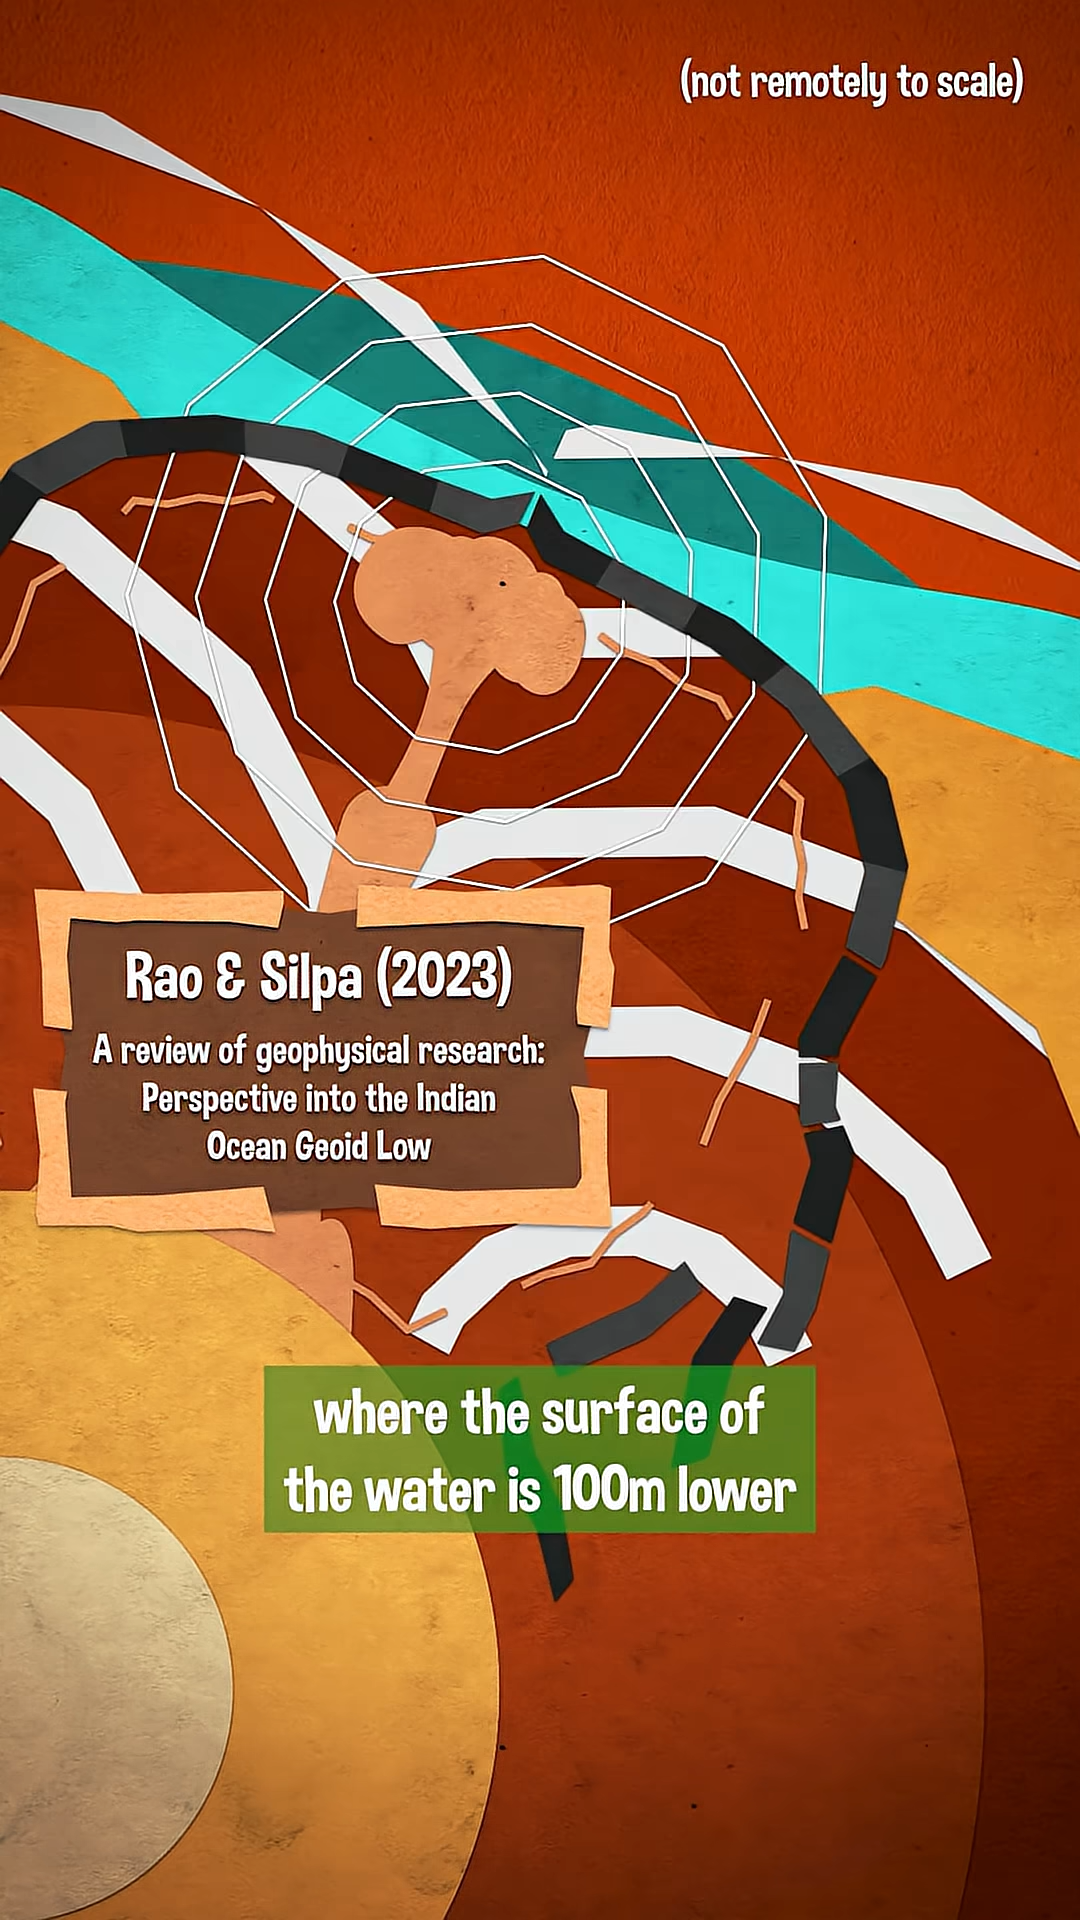 (not remotely to scale)
Rao & Silpa (2023)
A review of geophysical research:
Perspective into the Indian
Ocean Geoid Low
where the surface of
the water is 100m lower